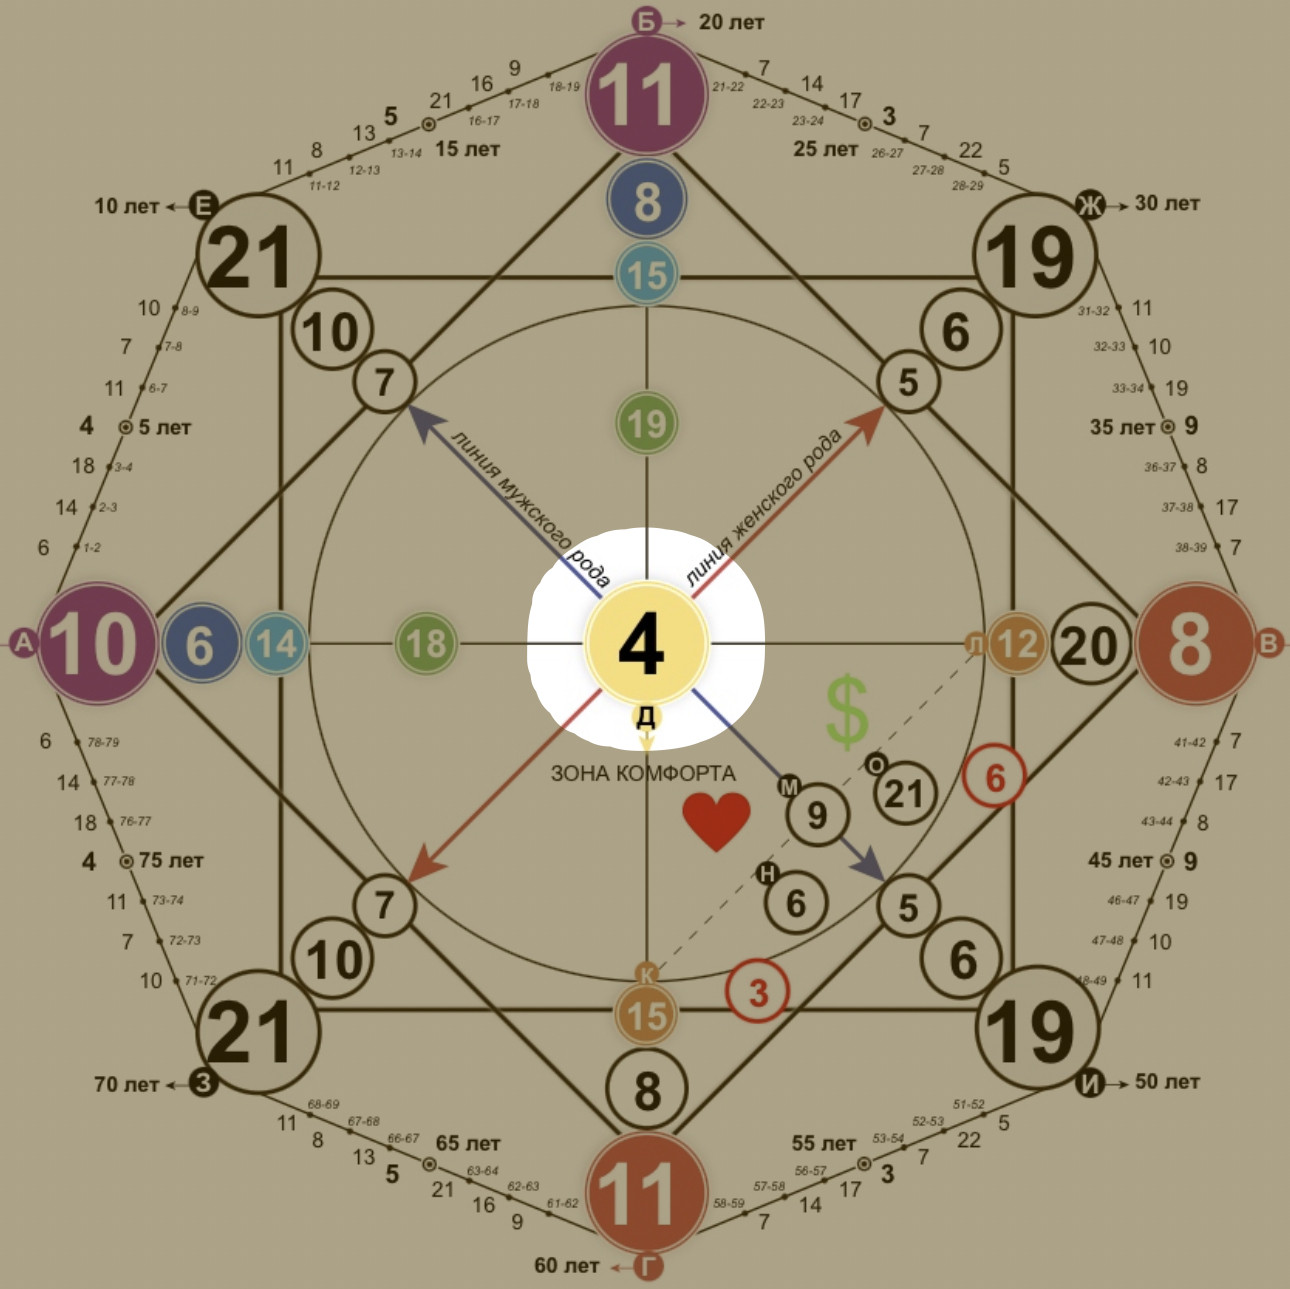 Б 20 лет
11
9 18-19
16 17-18
21 16-17
5 15 лет
13 13-14
8 12-13
11 11-12
21-22 7
22-23 14
23-24 17
25 лет 3
26-27 7
27-28 22
28-29 5
8
15
19
10 лет Е
21
10
7
Ж 30 лет
19
6
5
10 8-9
7 7-8
11 6-7
4 5 лет
18 3-4
14 2-3
6 1-2
31-32 11
32-33 10
33-34 19
35 лет 9
36-37 8
37-38 17
38-39 7
линия мужского рода
линия женского рода
А 10 6 14 18 4 Л 12 20 8 В
Д
ЗОНА КОМФОРТА
$
М 9
О 21
6
Н 6
6 78-79
14 77-78
18 76-77
4 75 лет
11 73-74
7 72-73
10 71-72
41-42 7
42-43 17
43-44 8
45 лет 9
46-47 19
47-48 10
48-49 11
7
10
21
З
70 лет
5
6
19
И 50 лет
К
15
3
8
11
Г
60 лет
68-69 11
67-68 8
66-67 13
65 лет 5
63-64 21
62-63 16
61-62 9
51-52 5
52-53 22
53-54 7
55 лет 3
56-57 17
57-58 14
58-59 7